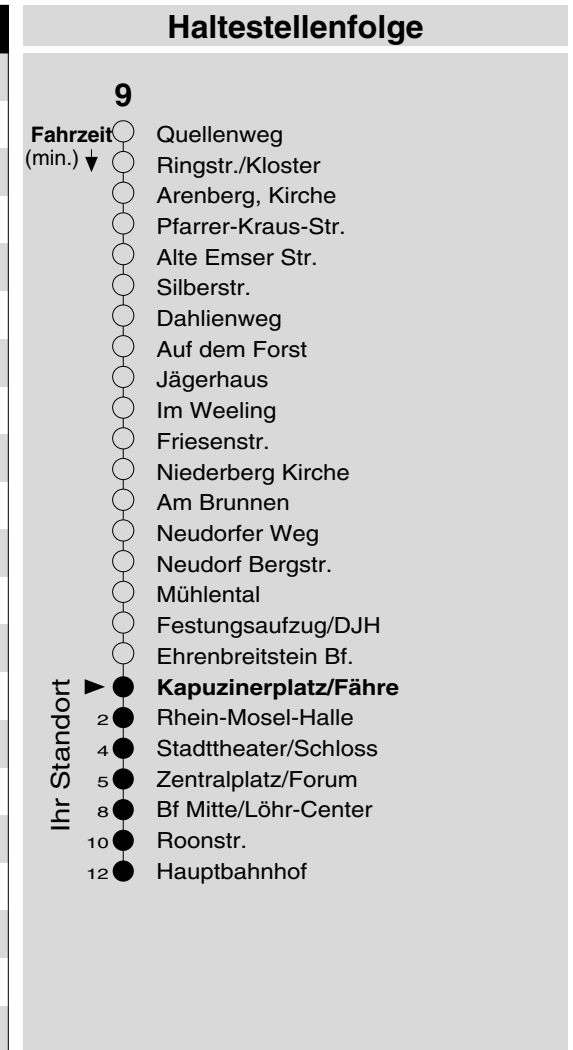 Haltestellenfolge
9
Fahrzeit
(min.)
Quellenweg
Ringstr./Kloster
Arenberg, Kirche
Pfarrer-Kraus-Str.
Alte Emser Str.
Silberstr.
Dahlienweg
Auf dem Forst
Jägerhaus
Im Weeling
Friesenstr.
Niederberg Kirche
Am Brunnen
Neudorfer Weg
Neudorf Bergstr.
Mühlental
Festungsaufzug/DJH
Ehrenbreitstein Bf.
Ihr Standort
Kapuzinerplatz/Fähre
2 Rhein-Mosel-Halle
4 Stadttheater/Schloss
5 Zentralplatz/Forum
8 Bf Mitte/Löhr-Center
10 Roonstr.
12 Hauptbahnhof